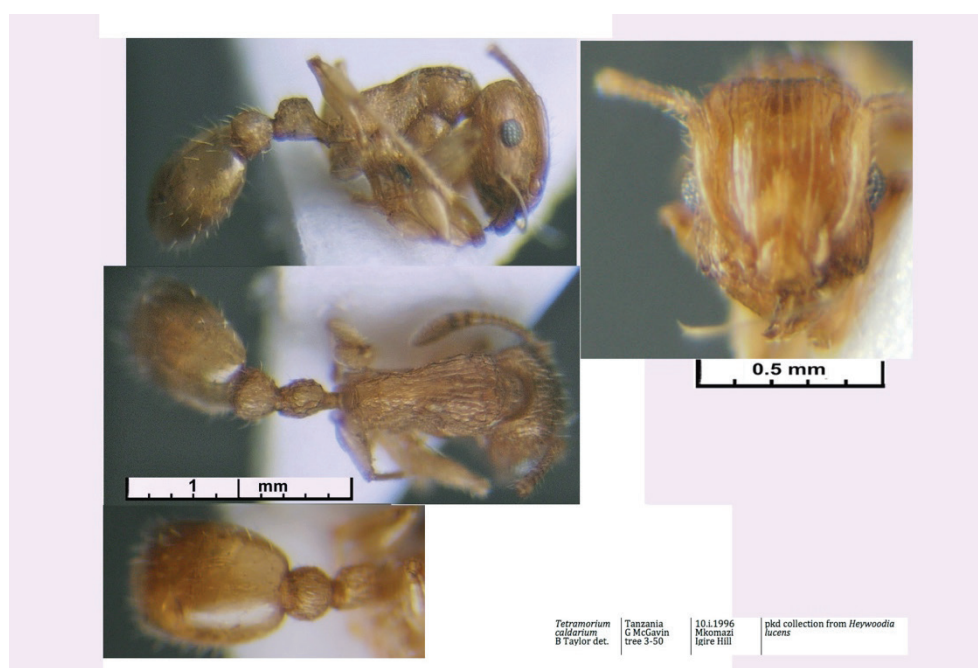 0.5 mm
1 mm
Tetramorium
caldarium
B Taylor det.
Tanzania
G McGavin
tree 3-50
10.i.1996
Mkomazi
Igire Hill
pkd collection from Heywoodia
lucens